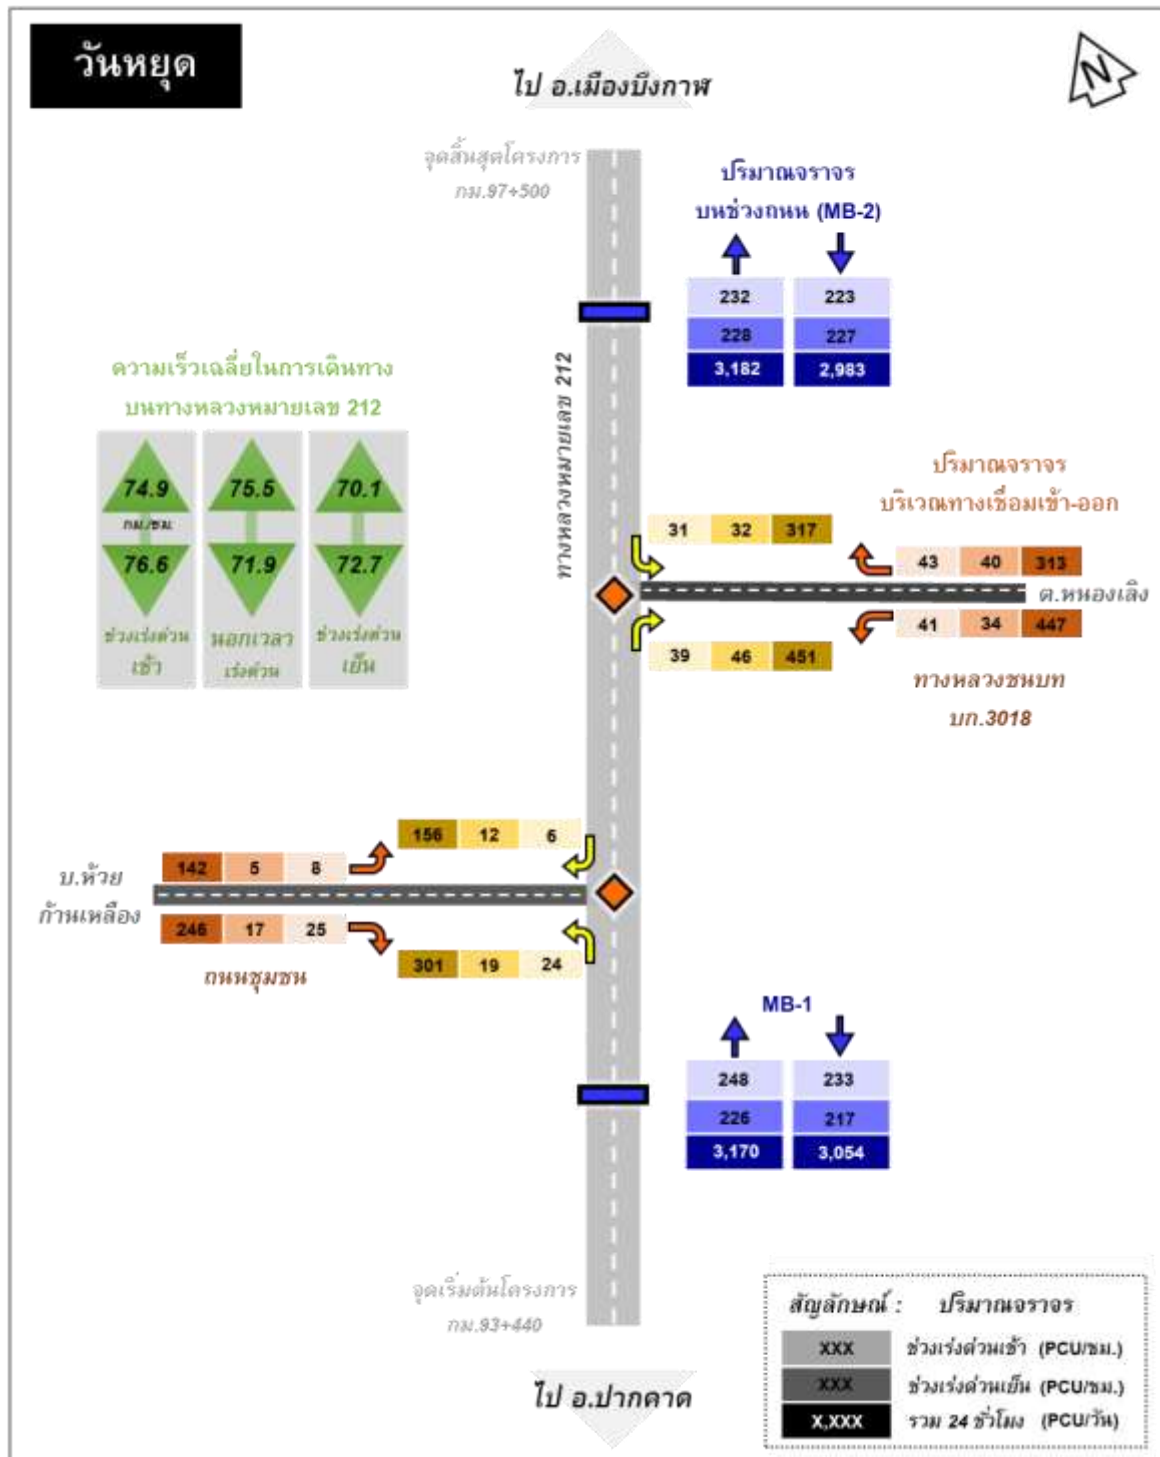 วันหยุด
ไป อ.เมืองบึงกาฬ
N
จุดสิ้นสุดโครงการ
กม.97+500
ปริมาณจราจร
บนช่วงถนน (MB-2)
232 223
228 227
3,182 2,983
ทางหลวงหมายเลข 212
ความเร็วเฉลี่ยในการเดินทาง
บนทางหลวงหมายเลข 212
74.9 75.5 70.1
กม./ชม.
76.6 71.9 72.7
ช่วงเร่งด่วน นอกเวลา ช่วงเร่งด่วน
เช้า เร่งด่วน เย็น
ปริมาณจราจร
บริเวณทางเชื่อมเข้า-ออก
31 32 317
43 40 313
ต.หนองเลิง
41 34 447
39 46 451
ทางหลวงชนบท
บก.3018
156 12 6
142 5 8
บ.ห้วย
ก้านเหลือง
246 17 25
301 19 24
ถนนชุมชน
MB-1
248 233
226 217
3,170 3,054
จุดเริ่มต้นโครงการ
กม.93+440
ไป อ.ปากคาด
สัญลักษณ์ : ปริมาณจราจร
XXX ช่วงเร่งด่วนเช้า (PCU/ชม.)
XXX ช่วงเร่งด่วนเย็น (PCU/ชม.)
X,XXX รวม 24 ชั่วโมง (PCU/วัน)